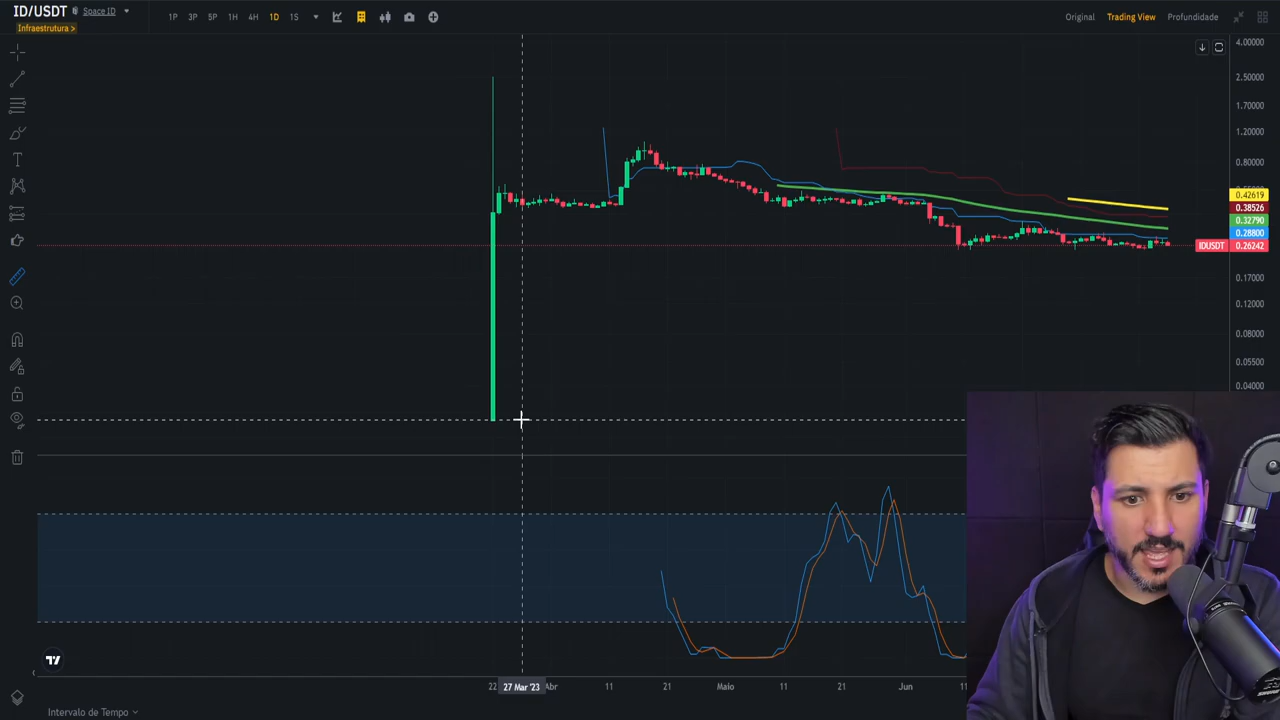 ID/USDT Space ID
Infraestrutura >
1P 3P 5P 1H 4H 1D 1S
Original Trading View Profundidade
4.00000
2.50000
1.70000
1.20000
0.80000
0.42619
0.38526
0.32790
0.28800
IDUSDT 0.26242
0.17000
0.12000
0.08000
0.05500
0.04000
22 27 Mar '23 Abr 11 21 Maio 11 21 Jun
Intervalo de Tempo